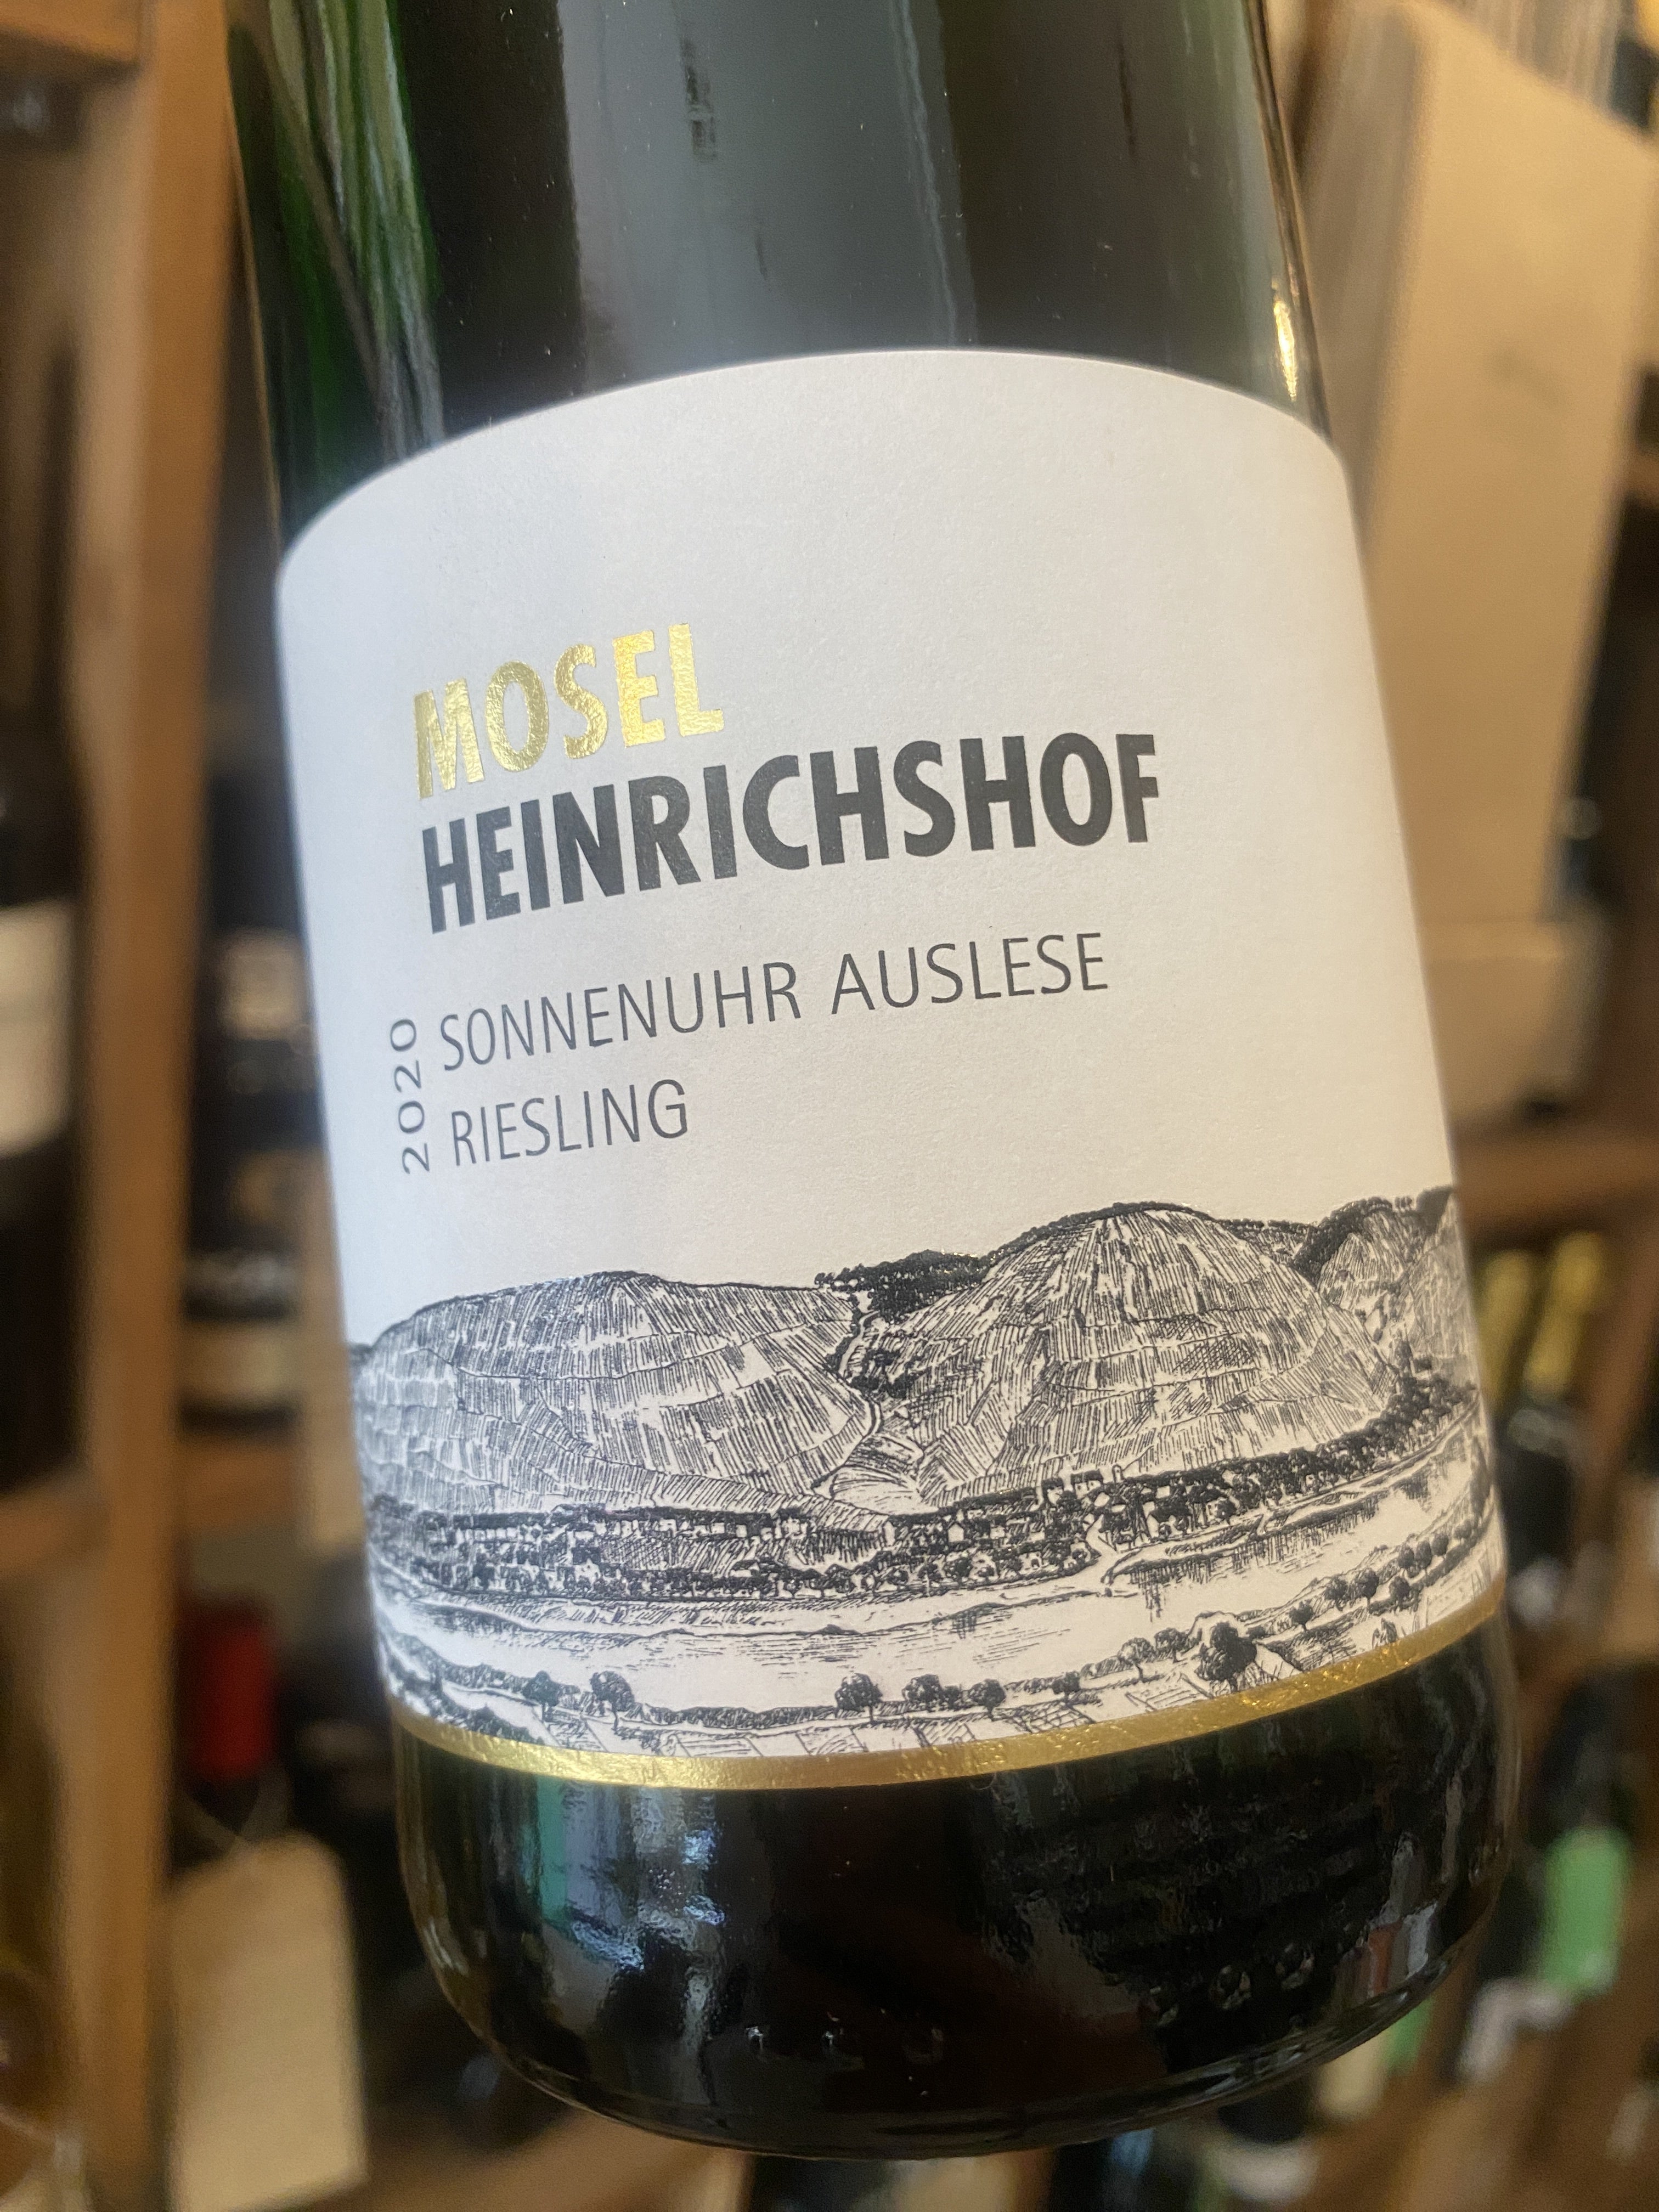 MOSEL
HEINRICHSHOF
2020
SONNENUHR AUSLESE
RIESLING